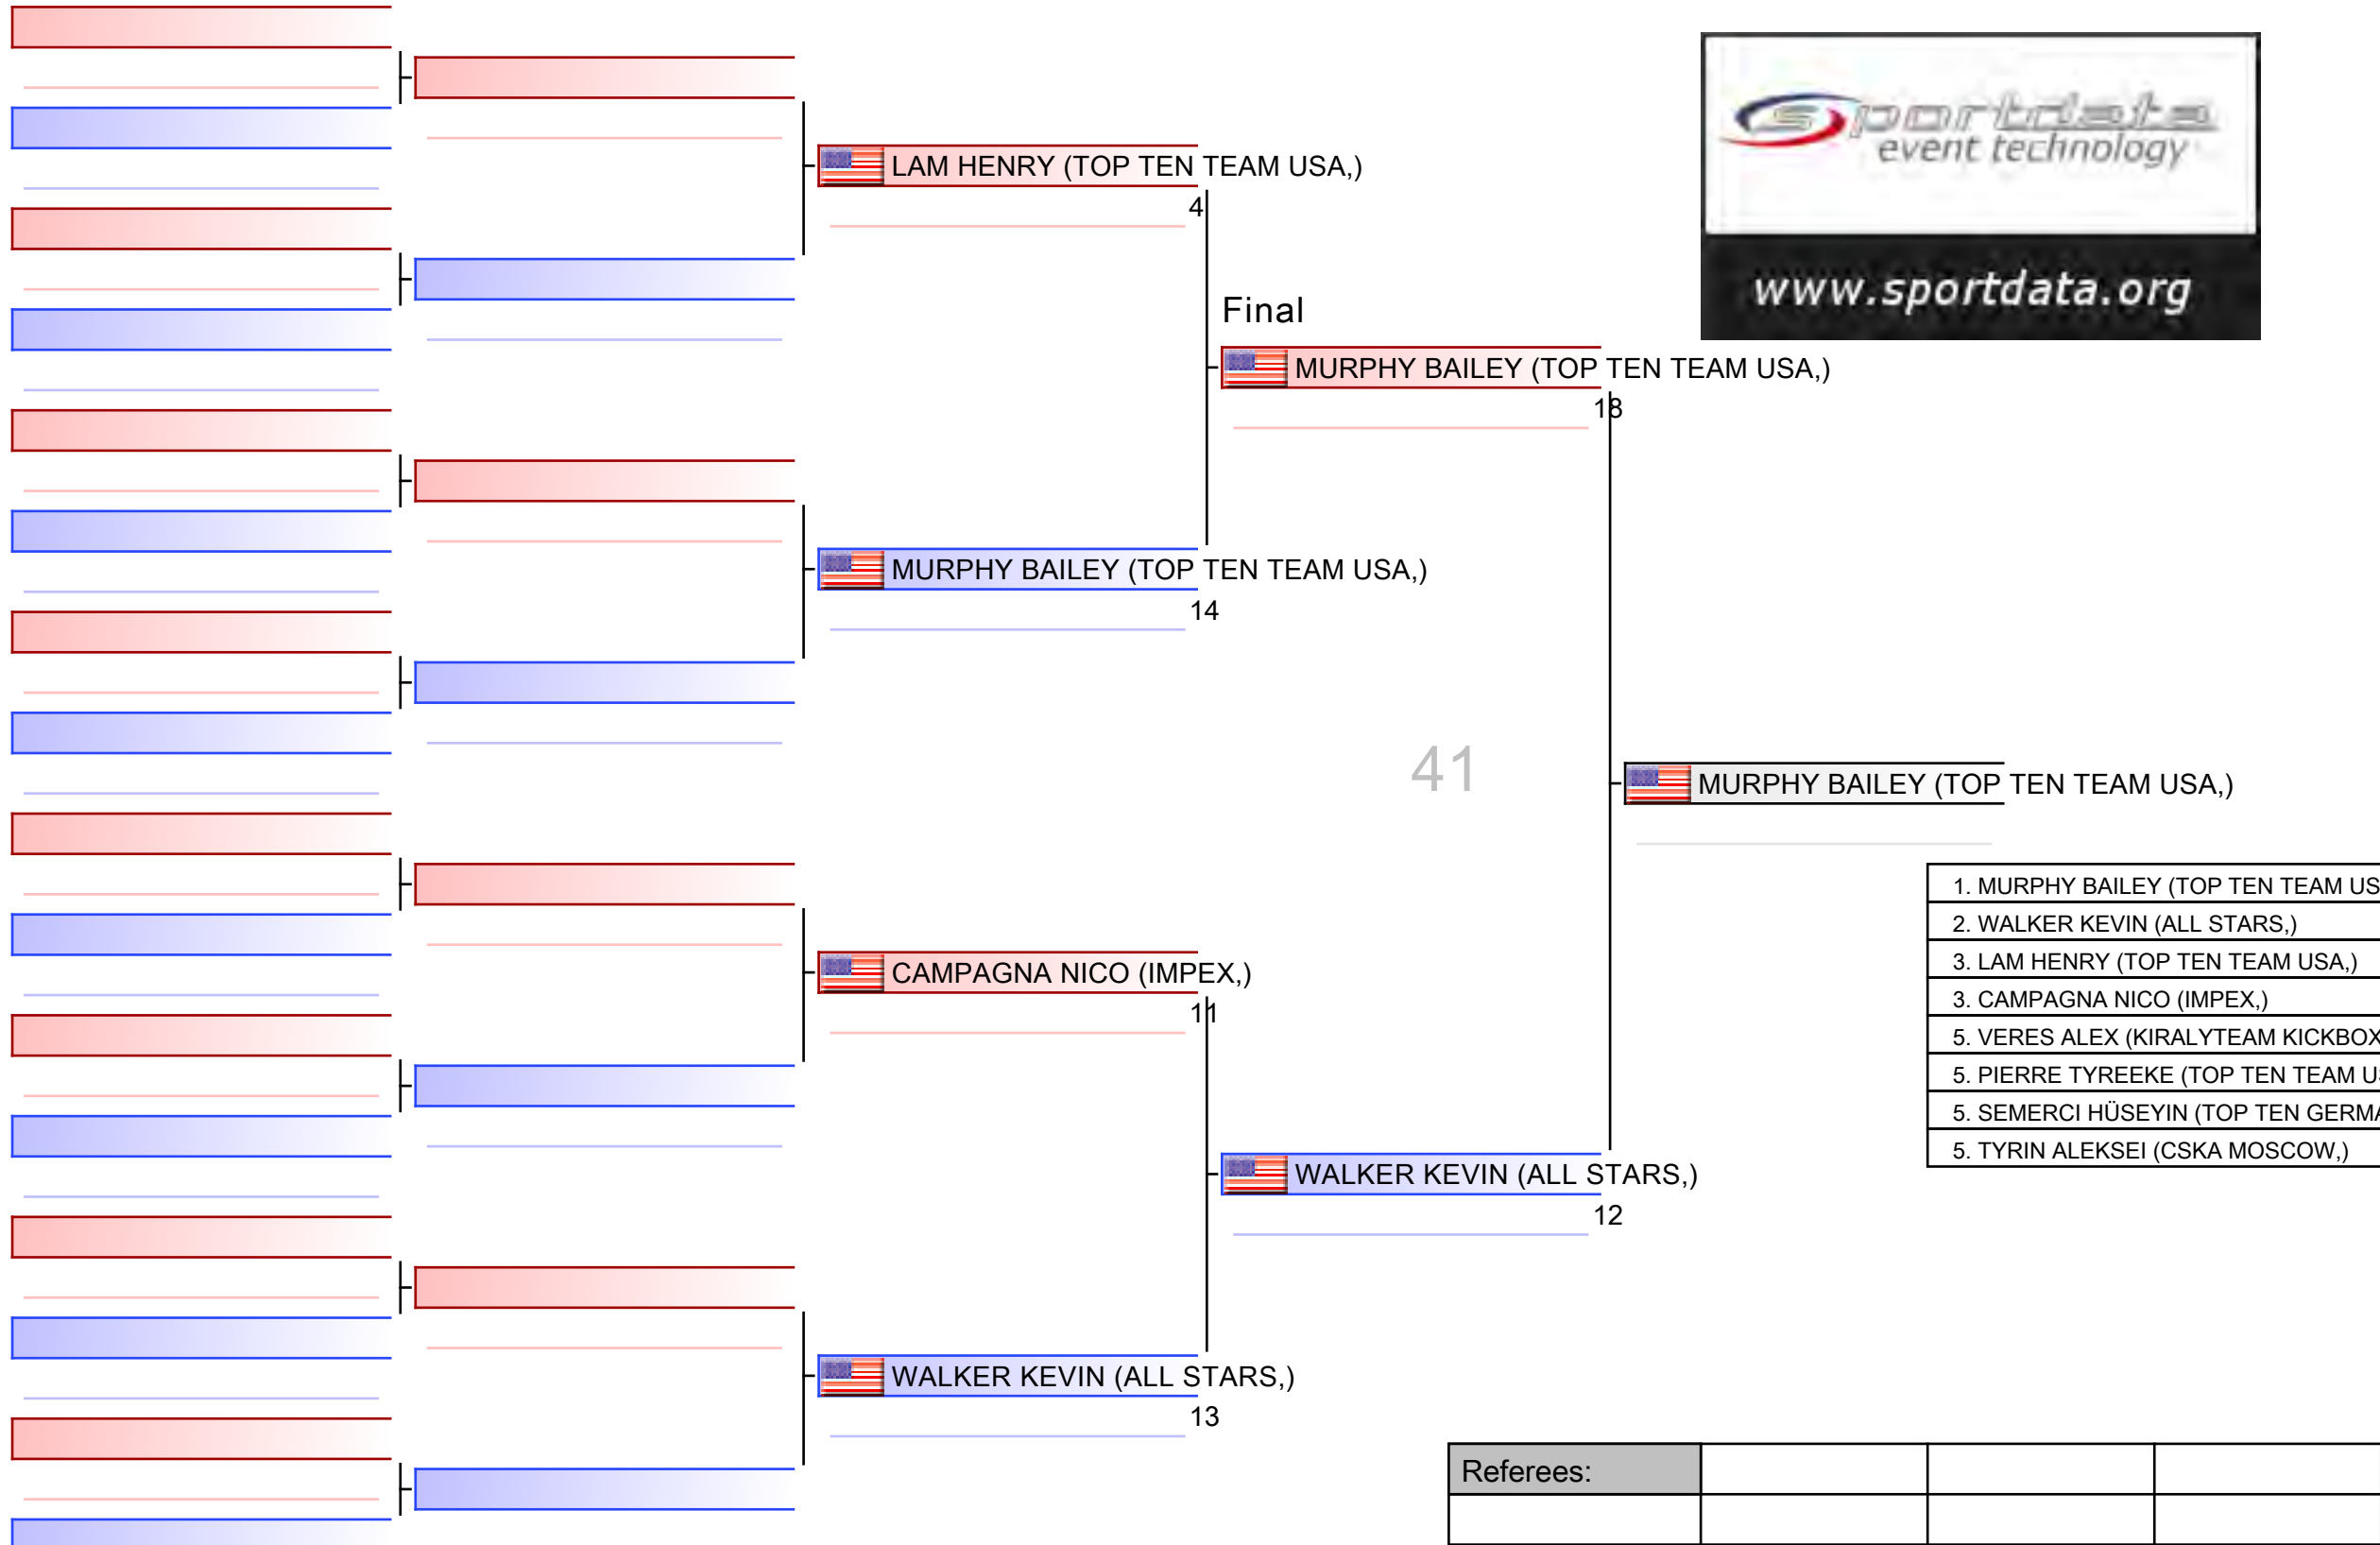 sportdata
event technology
www.sportdata.org
LAM HENRY (TOP TEN TEAM USA,)
4
Final
MURPHY BAILEY (TOP TEN TEAM USA,)
18
MURPHY BAILEY (TOP TEN TEAM USA,)
14
41
MURPHY BAILEY (TOP TEN TEAM USA,)
1. MURPHY BAILEY (TOP TEN TEAM US
2. WALKER KEVIN (ALL STARS,)
3. LAM HENRY (TOP TEN TEAM USA,)
3. CAMPAGNA NICO (IMPEX,)
5. VERES ALEX (KIRALYTEAM KICKBOX
5. PIERRE TYREEKE (TOP TEN TEAM U
5. SEMERCI HÜSEYIN (TOP TEN GERMA
5. TYRIN ALEKSEI (CSKA MOSCOW,)
CAMPAGNA NICO (IMPEX,)
11
WALKER KEVIN (ALL STARS,)
12
WALKER KEVIN (ALL STARS,)
13
Referees: